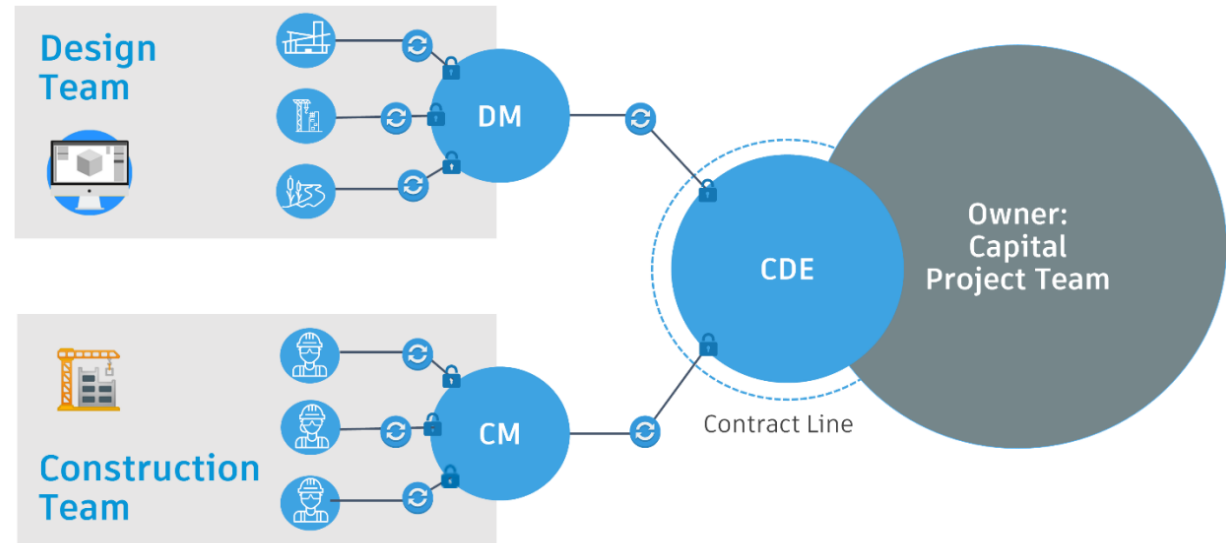 Design
Team
DM
CDE
Owner:
Capital
Project Team
Contract Line
CM
Construction
Team